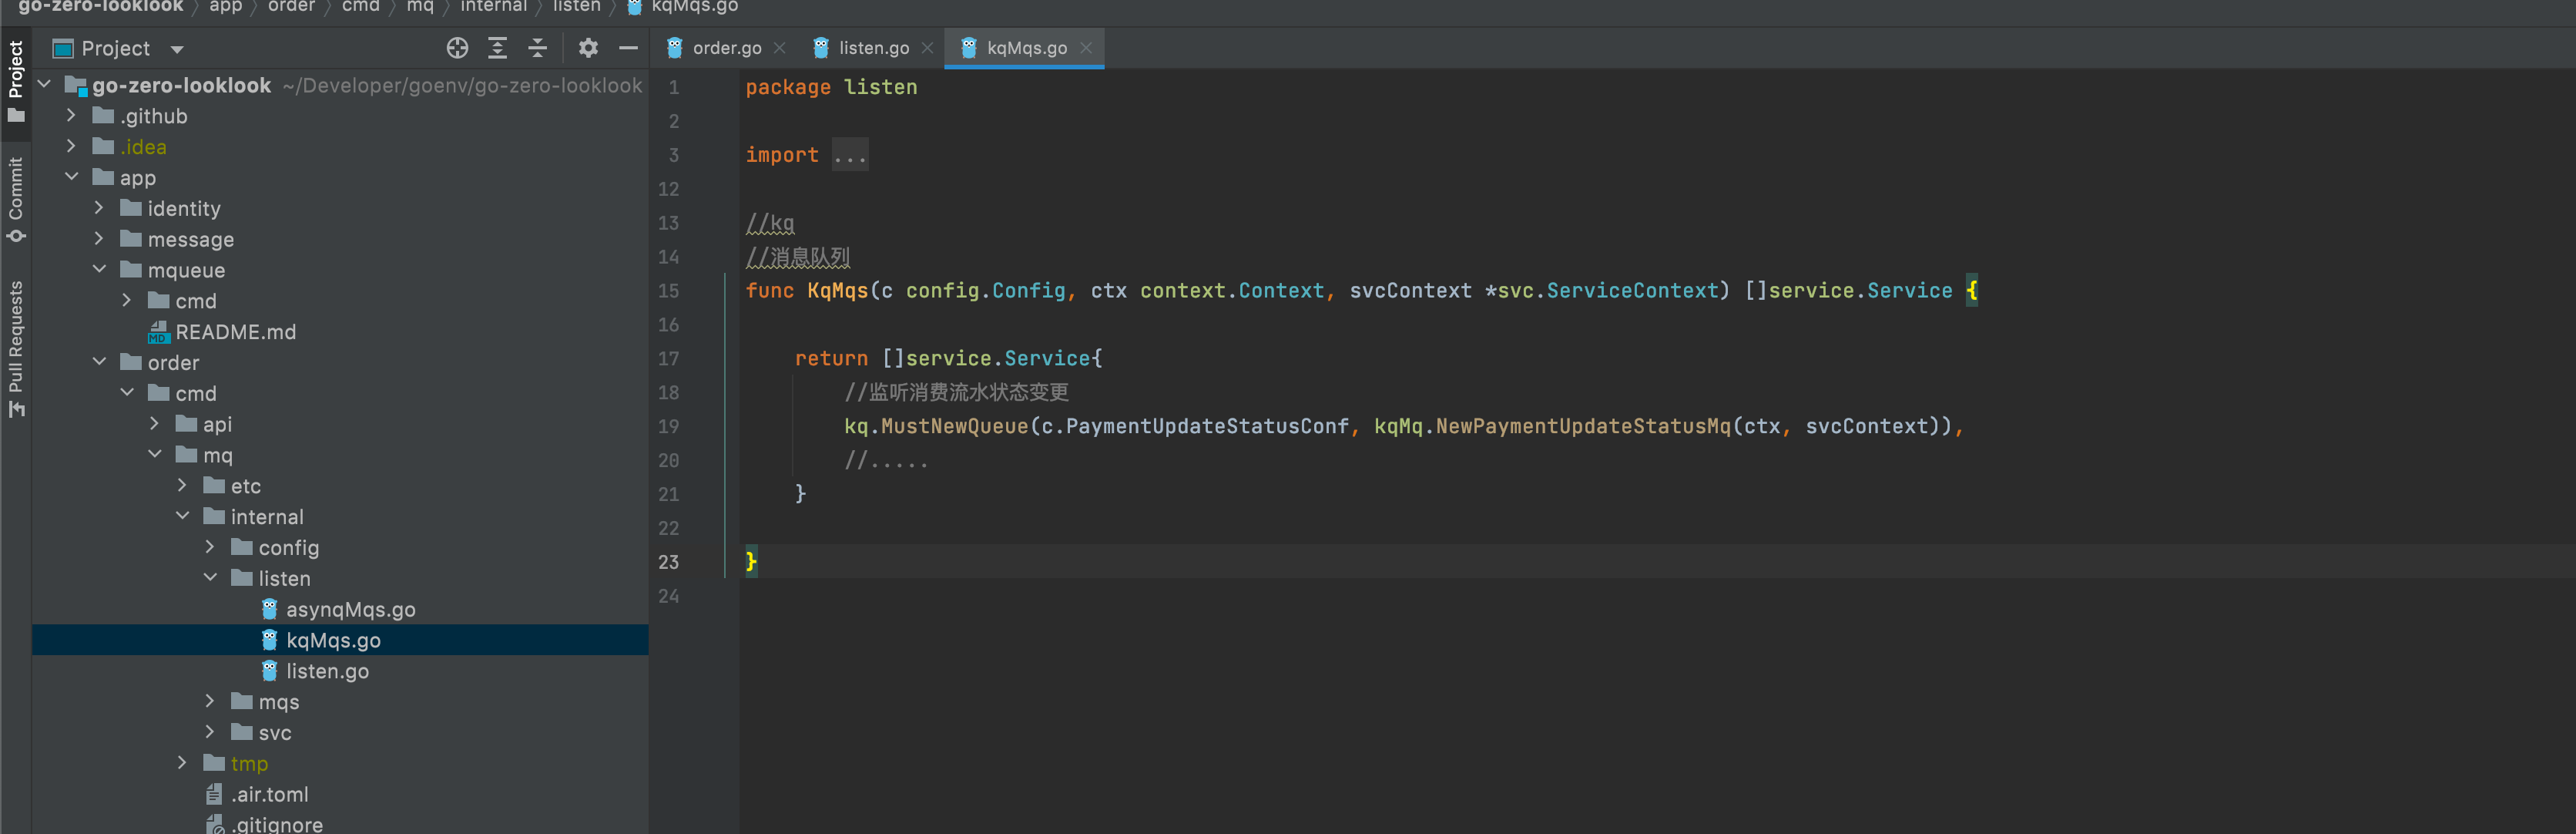 go-zero-looklook › app › order › cmd › mq › internal › listen › kqMqs.go
Project
Commit
Pull Requests
Project
go-zero-looklook ~/Developer/goenv/go-zero-looklook
.github
.idea
app
identity
message
mqueue
cmd
README.md
order
cmd
api
mq
etc
internal
config
listen
asynqMqs.go
kqMqs.go
listen.go
mqs
svc
tmp
.air.toml
.gitignore
order.go listen.go kqMqs.go
1 package listen
2
3 import ...
12
13 //kq
14 //消息队列
15 func KqMqs(c config.Config, ctx context.Context, svcContext *svc.ServiceContext) []service.Service {
16
17 return []service.Service{
18 //监听消费流水状态变更
19 kq.MustNewQueue(c.PaymentUpdateStatusConf, kqMq.NewPaymentUpdateStatusMq(ctx, svcContext)),
20 //.....
21 }
22
23 }
24